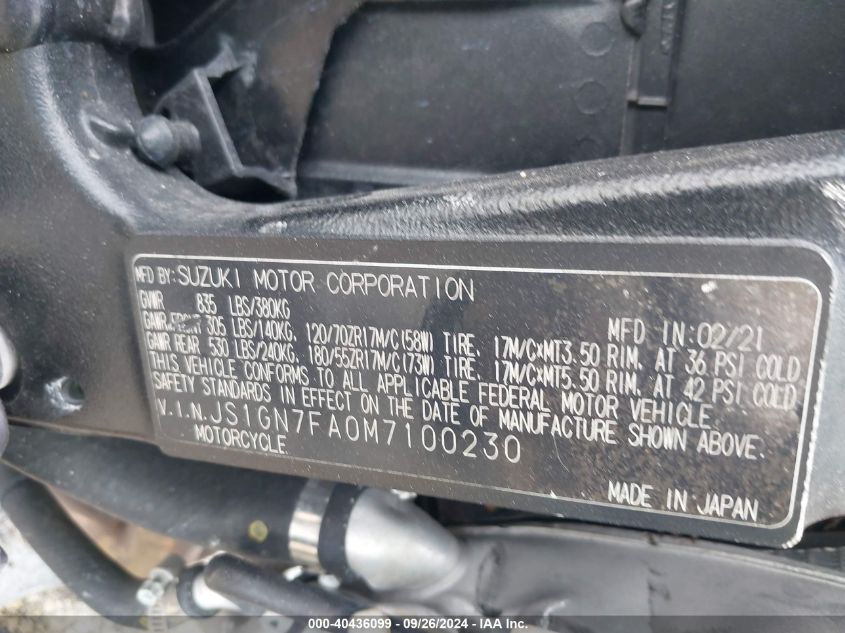 MFD BY: SUZUKI MOTOR CORPORATION
MFD IN: 02/21
GVWR 835 LBS/380KG
GAWR FRONT 305 LBS/140KG, 120/70ZR17M/C(58W) TIRE, 17M/C×MT3.50 RIM, AT 36 PSI COLD
GAWR REAR 530 LBS/240KG, 180/55ZR17M/C(73W) TIRE, 17M/C×MT5.50 RIM, AT 42 PSI COLD
THIS VEHICLE CONFORMS TO ALL APPLICABLE FEDERAL MOTOR VEHICLE
SAFETY STANDARDS IN EFFECT ON THE DATE OF MANUFACTURE SHOWN ABOVE.
V.I.N. JS1GN7FA0M7100230
MOTORCYCLE
MADE IN JAPAN
000-40436099 - 09/26/2024 - IAA Inc.